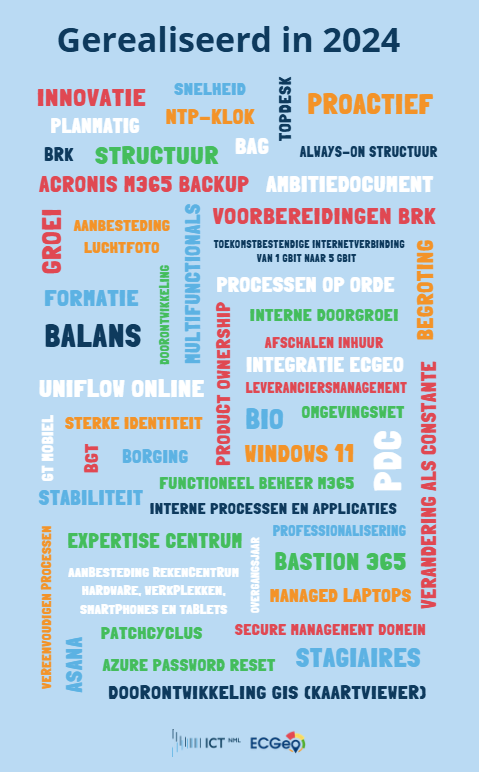 Gerealiseerd in 2024
SNELHEID
INNOVATIE
TOPDESK
PROACTIEF
NTP-KLOK
PLANMATIG
BAG
BRK
STRUCTUUR
ALWAYS-ON STRUCTUUR
ACRONIS M365 BACKUP
AMBITIEDOCUMENT
GROEI
AANBESTEDING
LUCHTFOTO
MULTIFUNCTIONALS
VOORBEREIDINGEN BRK
TOEKOMSTBESTENDIGE INTERNETVERBINDING
VAN 1 GBIT NAAR 5 GBIT
BEGROTING
DOORONTWIKKELING
PROCESSEN OP ORDE
FORMATIE
INTERNE DOORGROEI
BALANS
PRODUCT OWNERSHIP
AFSCHALEN INHUUR
INTEGRATIE ECGEO
UNIFLOW ONLINE
LEVERANCIERSMANAGEMENT
VERANDERING ALS CONSTANTE
GT MOBIEL
STERKE IDENTITEIT
BIO
OMGEVINGSWET
BGT
BORGING
WINDOWS 11
PDC
FUNCTIONEEL BEHEER M365
STABILITEIT
INTERNE PROCESSEN EN APPLICATIES
VEREENVOUDIGEN PROCESSEN
EXPERTISE CENTRUM
OVERGANGSJAAR
PROFESSIONALISERING
BASTION 365
AANBESTEDING REKENCENTRUM
HARDWARE, WERKPLEKKEN,
SMARTPHONES EN TABLETS
MANAGED LAPTOPS
ASANA
PATCHCYCLUS
SECURE MANAGEMENT DOMEIN
AZURE PASSWORD RESET
STAGIAIRES
DOORONTWIKKELING GIS (KAARTVIEWER)
ICT NML
ECGeo